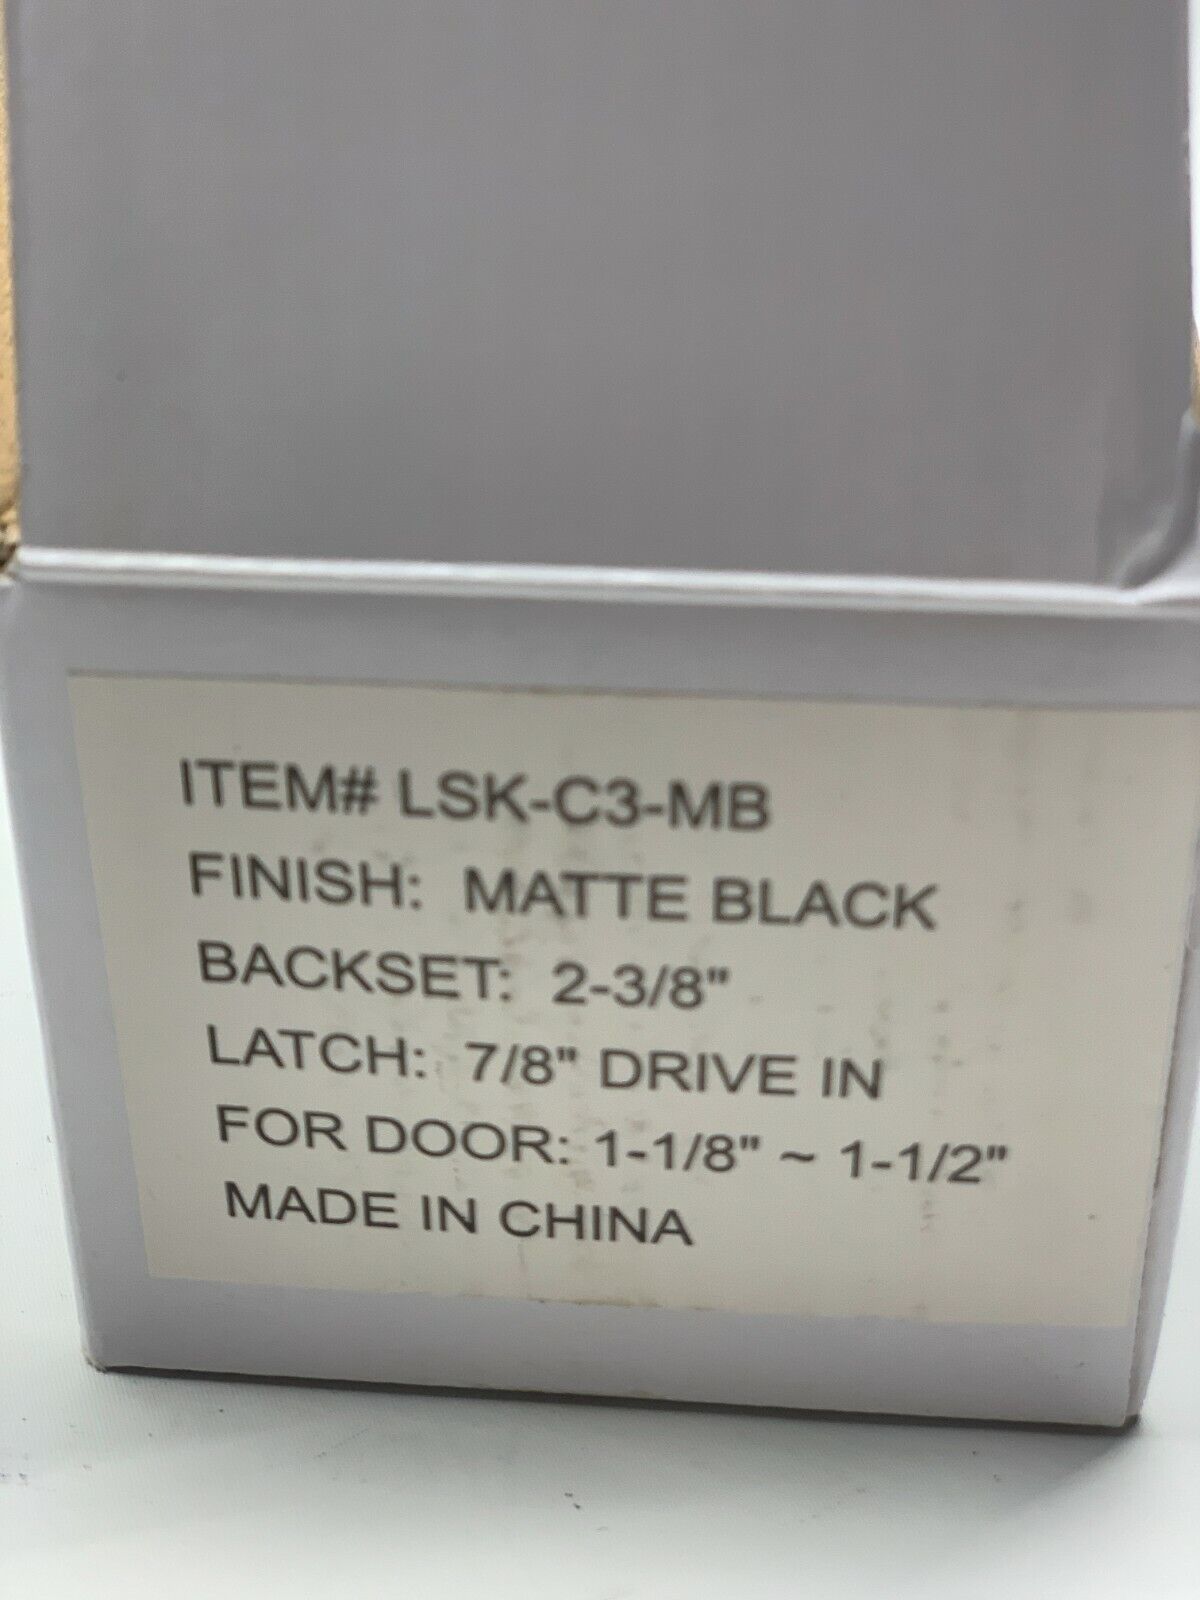 ITEM# LSK-C3-MB
FINISH: MATTE BLACK
BACKSET: 2-3/8"
LATCH: 7/8" DRIVE IN
FOR DOOR: 1-1/8" ~ 1-1/2"
MADE IN CHINA